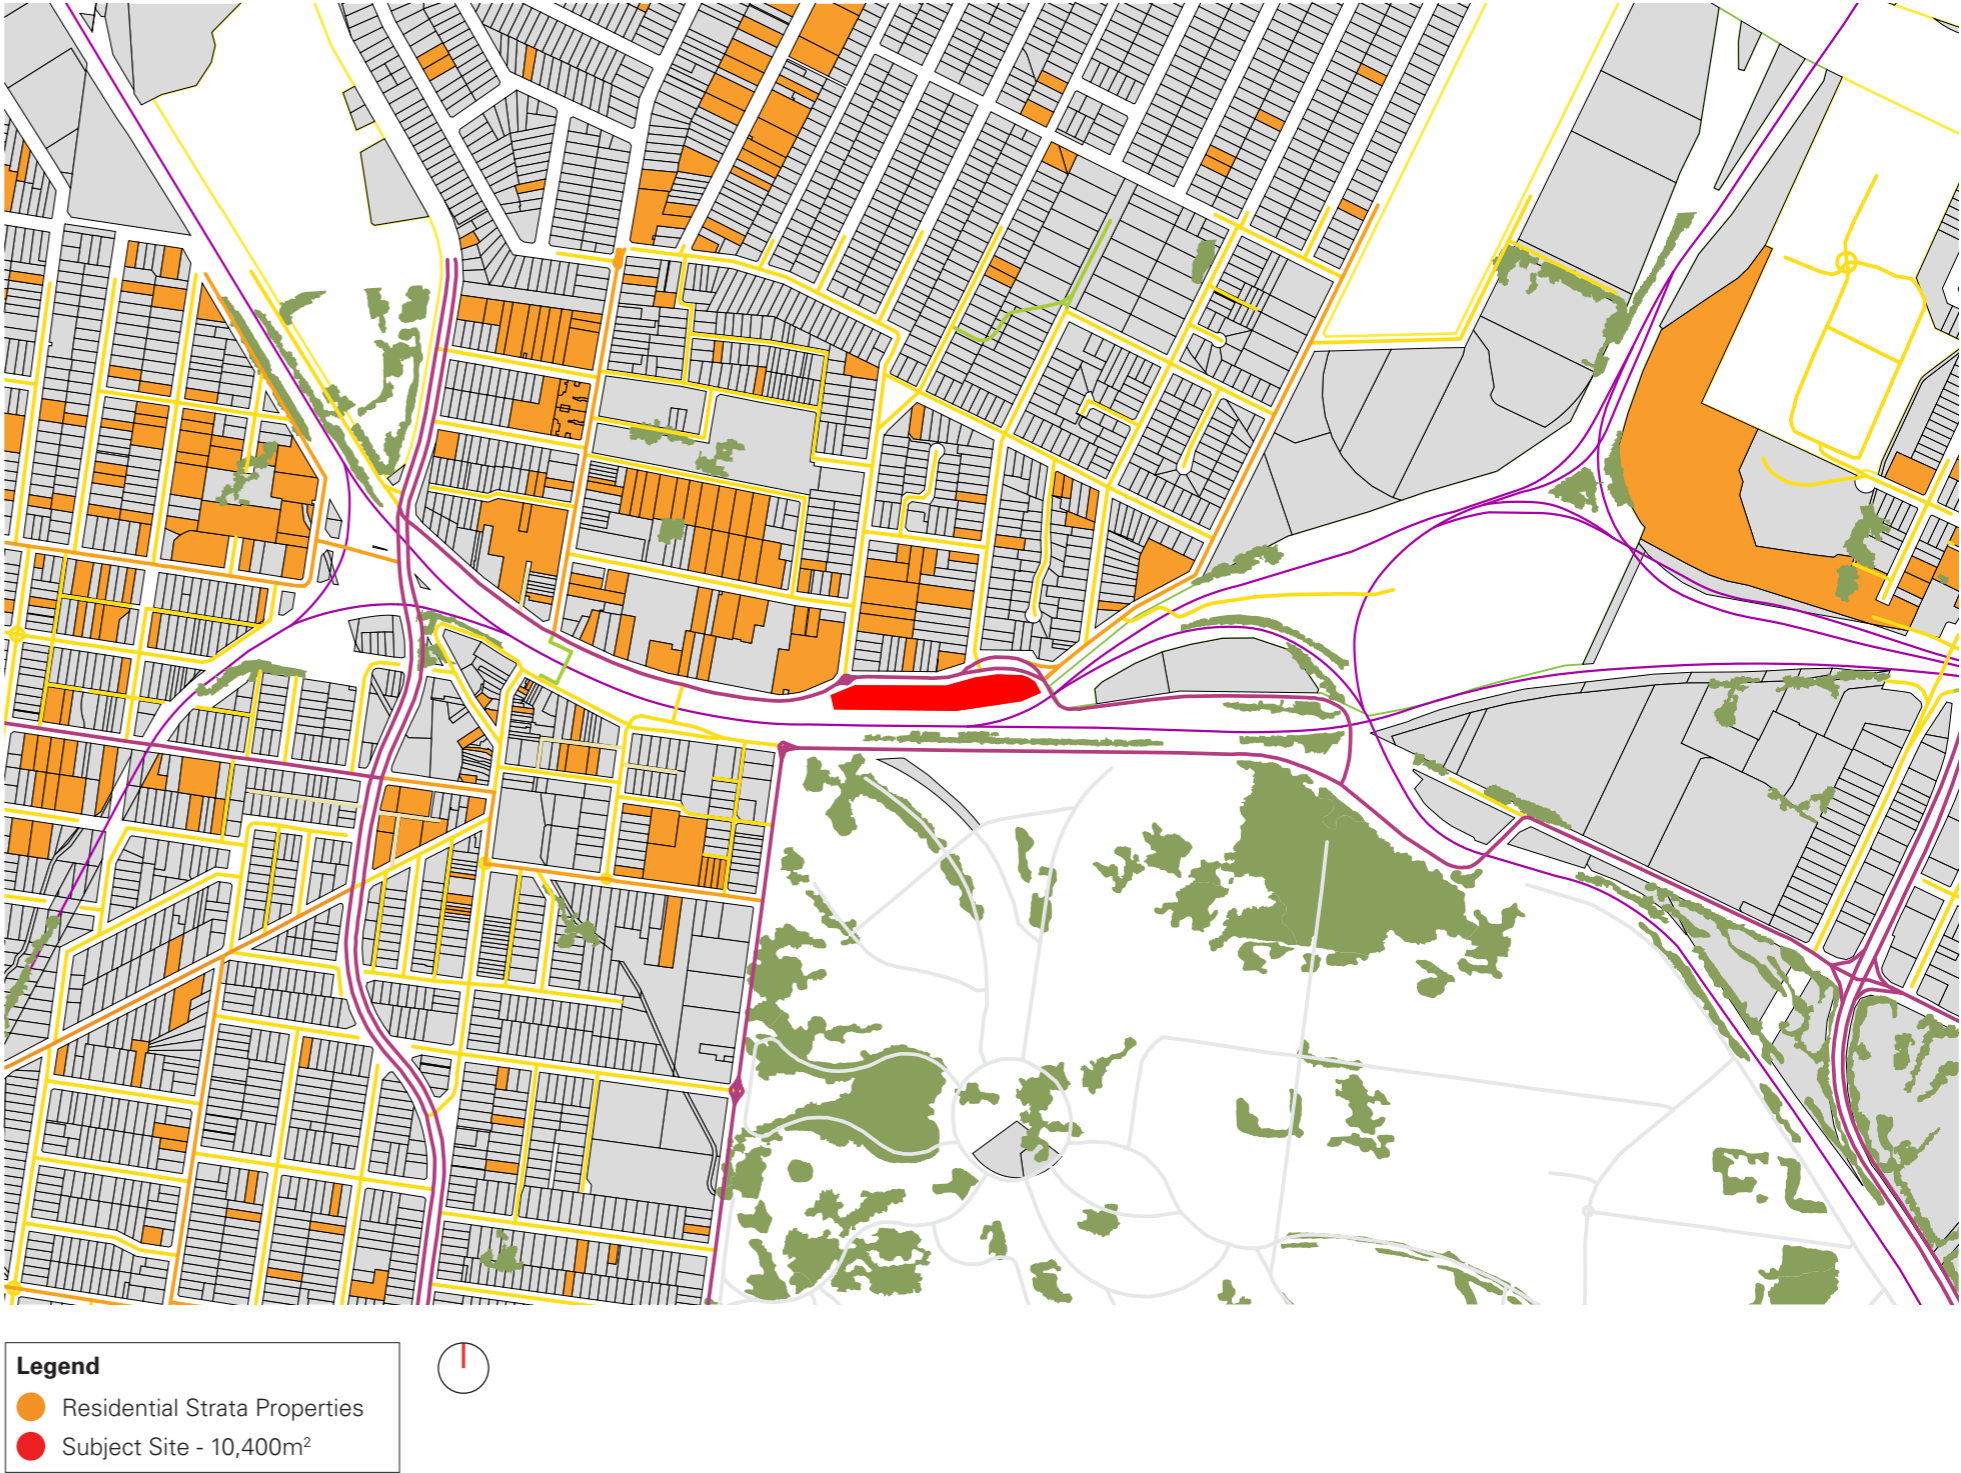 Legend
Residential Strata Properties
Subject Site - 10,400m²